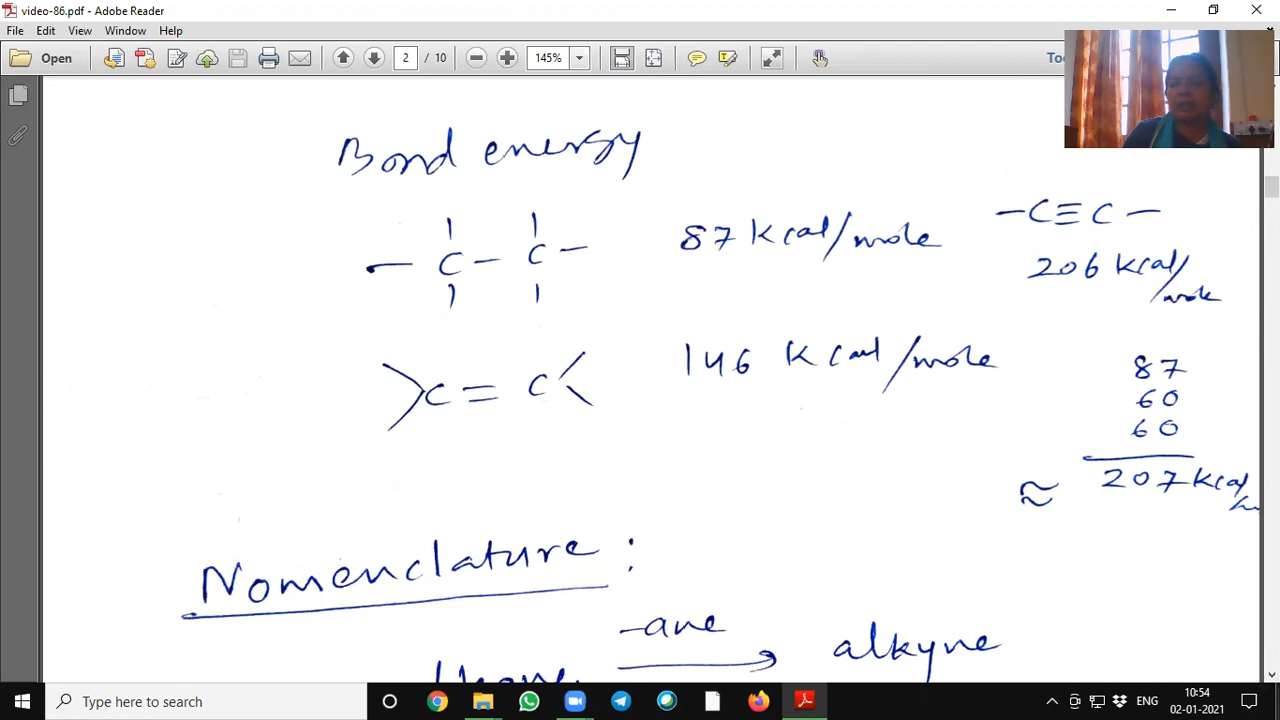 video-86.pdf - Adobe Reader
File Edit View Window Help
Open 2 / 10 145%
Bond energy
C - C 87 kcal/mole
-C≡C-
206 kcal/mole
>C = C< 146 kcal/mole
87
60
60
≈ 207 kcal/
Nomenclature :
-ane
alkyne
Type here to search
ENG
10:54
02-01-2021